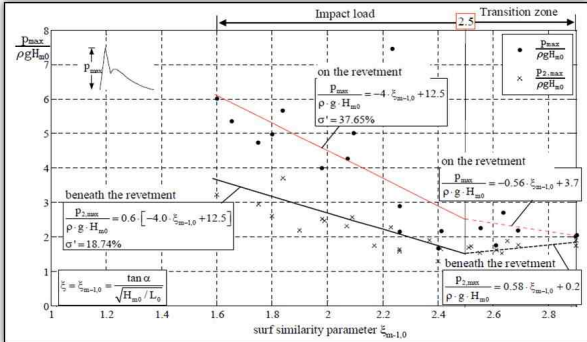 Impact load
2.5
Transition zone
p_max
ρgH_m0
8
7
6
5
4
3
2
1
0
p_max
p_max
ρgH_m0
p_2,max
ρgH_m0
on the revetment
p_max / ρ·g·H_m0 = -4·ξ_m-1,0 + 12.5
σ' = 37.65%
on the revetment
p_max / ρ·g·H_m0 = -0.56·ξ_m-1,0 + 3.7
beneath the revetment
p_2,max / ρ·g·H_m0 = 0.6·[-4.0·ξ_m-1,0 + 12.5]
σ' = 18.74%
beneath the revetment
p_2,max / ρ·g·H_m0 = 0.58·ξ_m-1,0 + 0.2
ξ = ξ_m-1,0 = tan α / √(H_m0 / L_0)
1 1.2 1.4 1.6 1.8 2 2.2 2.4 2.6 2.8
surf similarity parameter ξ_m-1,0